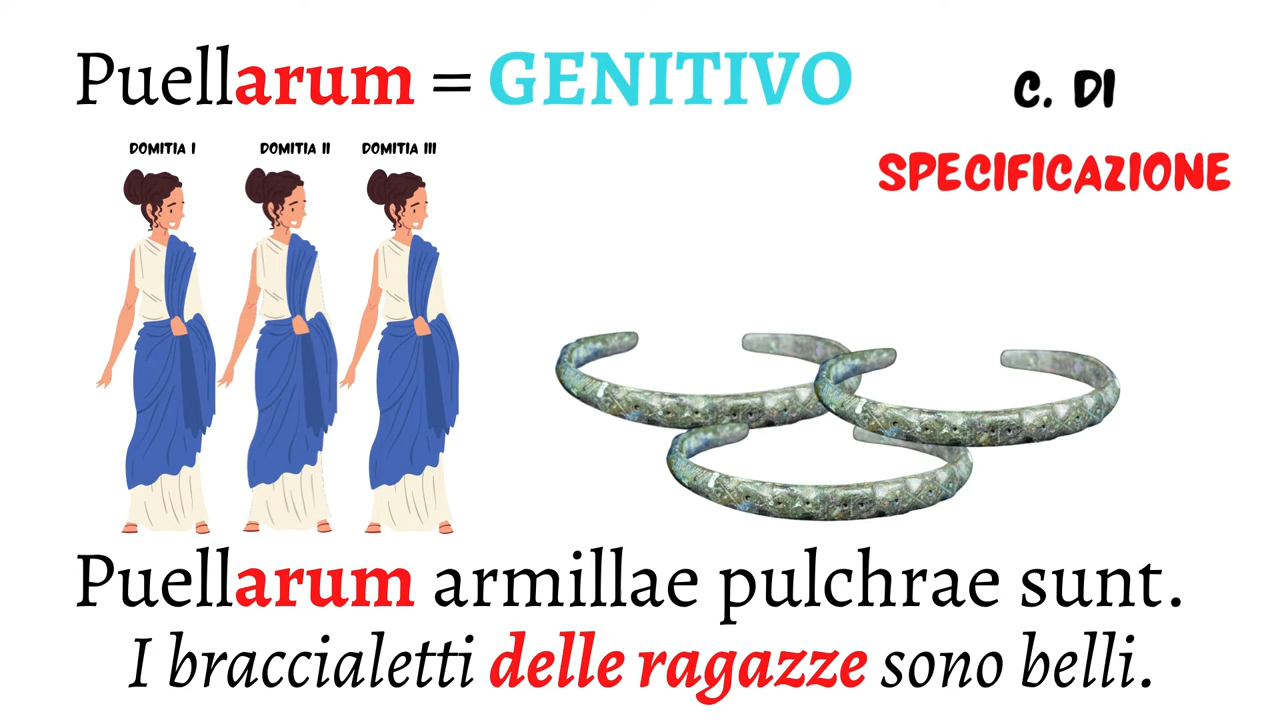 Puellarum = GENITIVO
C. DI
SPECIFICAZIONE
DOMITIA I
DOMITIA II
DOMITIA III
Puellarum armillae pulchrae sunt.
I braccialetti delle ragazze sono belli.